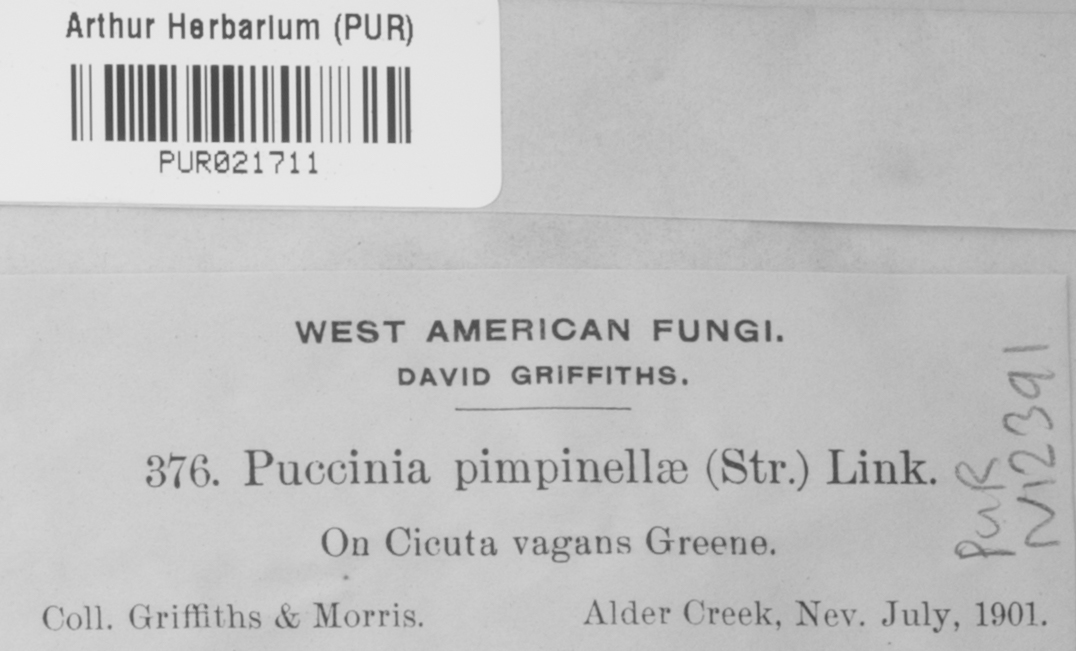 Arthur Herbarium (PUR)
PUR021711
WEST AMERICAN FUNGI.
DAVID GRIFFITHS.
376. Puccinia pimpinellæ (Str.) Link.
On Cicuta vagans Greene.
Coll. Griffiths & Morris.
Alder Creek, Nev. July, 1901.
PUR
N12391